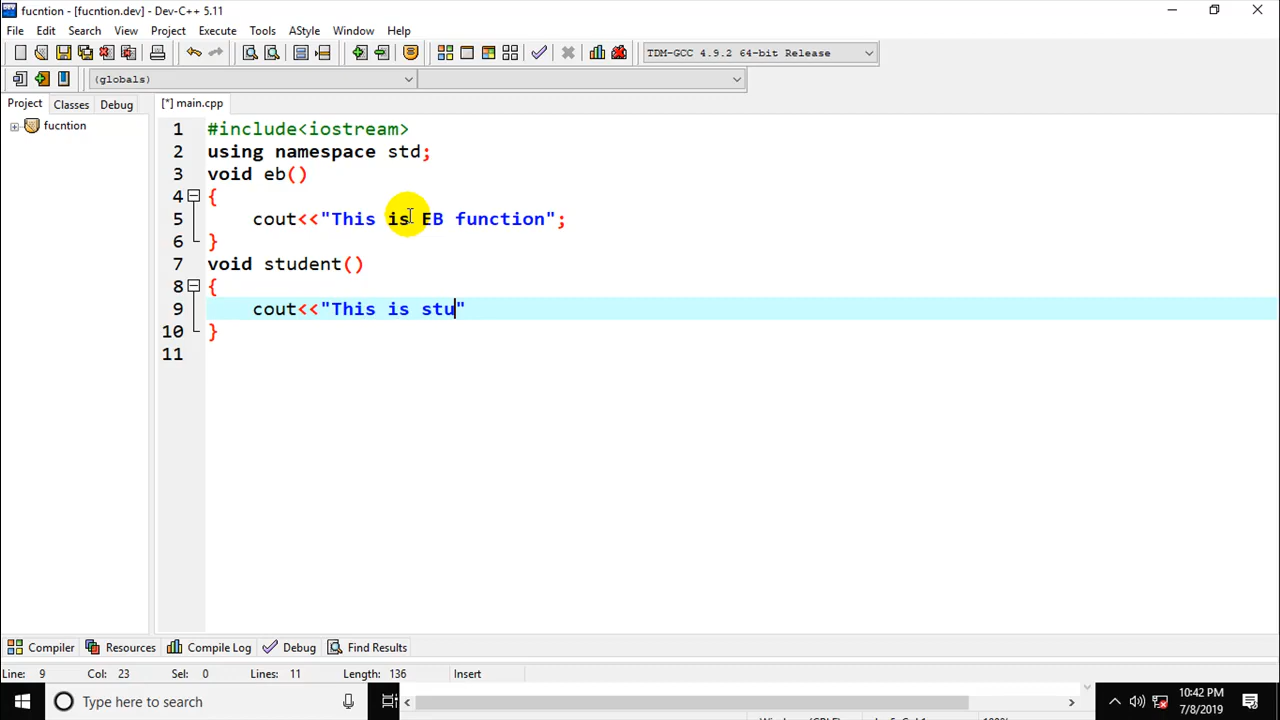 fucntion - [fucntion.dev] - Dev-C++ 5.11
File Edit Search View Project Execute Tools AStyle Window Help
TDM-GCC 4.9.2 64-bit Release
(globals)
Project Classes Debug [*] main.cpp
fucntion
1 #include<iostream>
2 using namespace std;
3 void eb()
4 {
5 cout<<"This is EB function";
6 }
7 void student()
8 {
9 cout<<"This is stu"
10 }
11
Compiler Resources Compile Log Debug Find Results
Line: 9 Col: 23 Sel: 0 Lines: 11 Length: 136 Insert
Type here to search
10:42 PM
7/8/2019